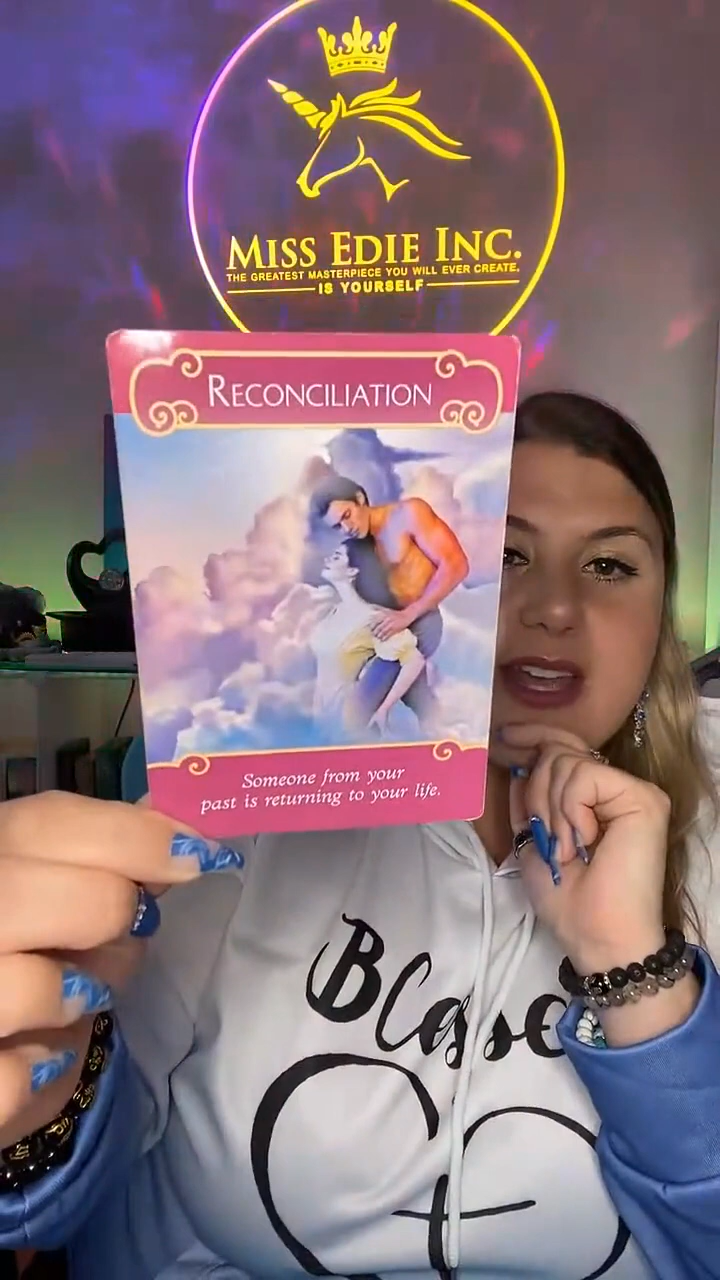 MISS EDIE INC.
THE GREATEST MASTERPIECE YOU WILL EVER CREATE,
IS YOURSELF
RECONCILIATION
Someone from your
past is returning to your life.
Blesse